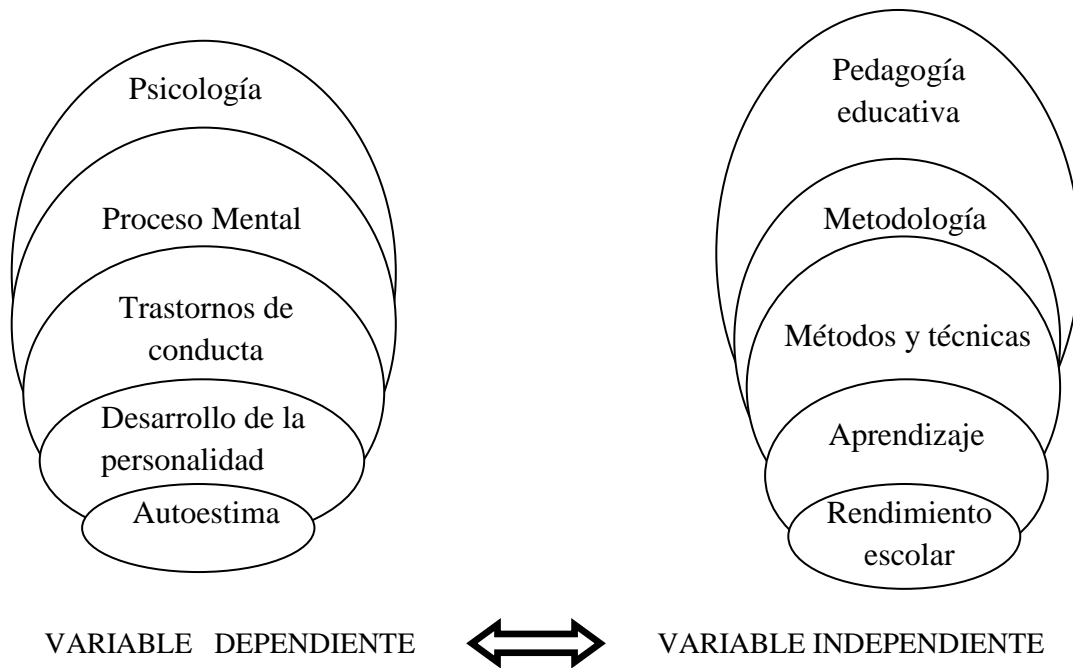 Psicología
Proceso Mental
Trastornos de
conducta
Desarrollo de la
personalidad
Autoestima
VARIABLE DEPENDIENTE
Pedagogía
educativa
Metodología
Métodos y técnicas
Aprendizaje
Rendimiento
escolar
VARIABLE INDEPENDIENTE